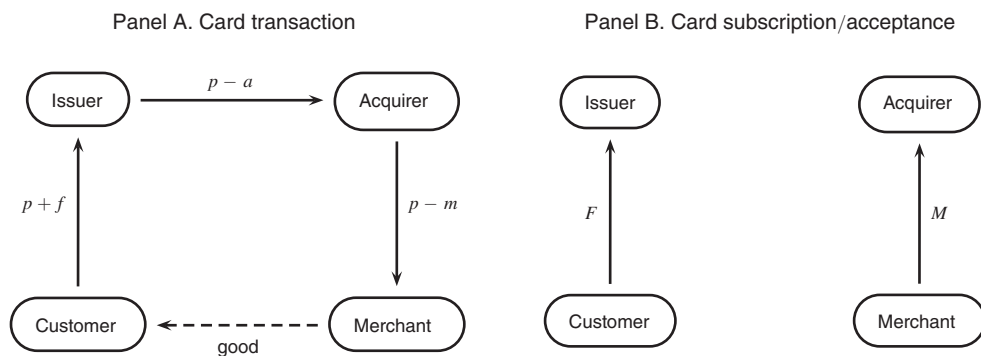 Panel A. Card transaction
Panel B. Card subscription/acceptance
Issuer
p − a
Acquirer
Issuer
Acquirer
p + f
p − m
F
M
Customer
good
Merchant
Customer
Merchant